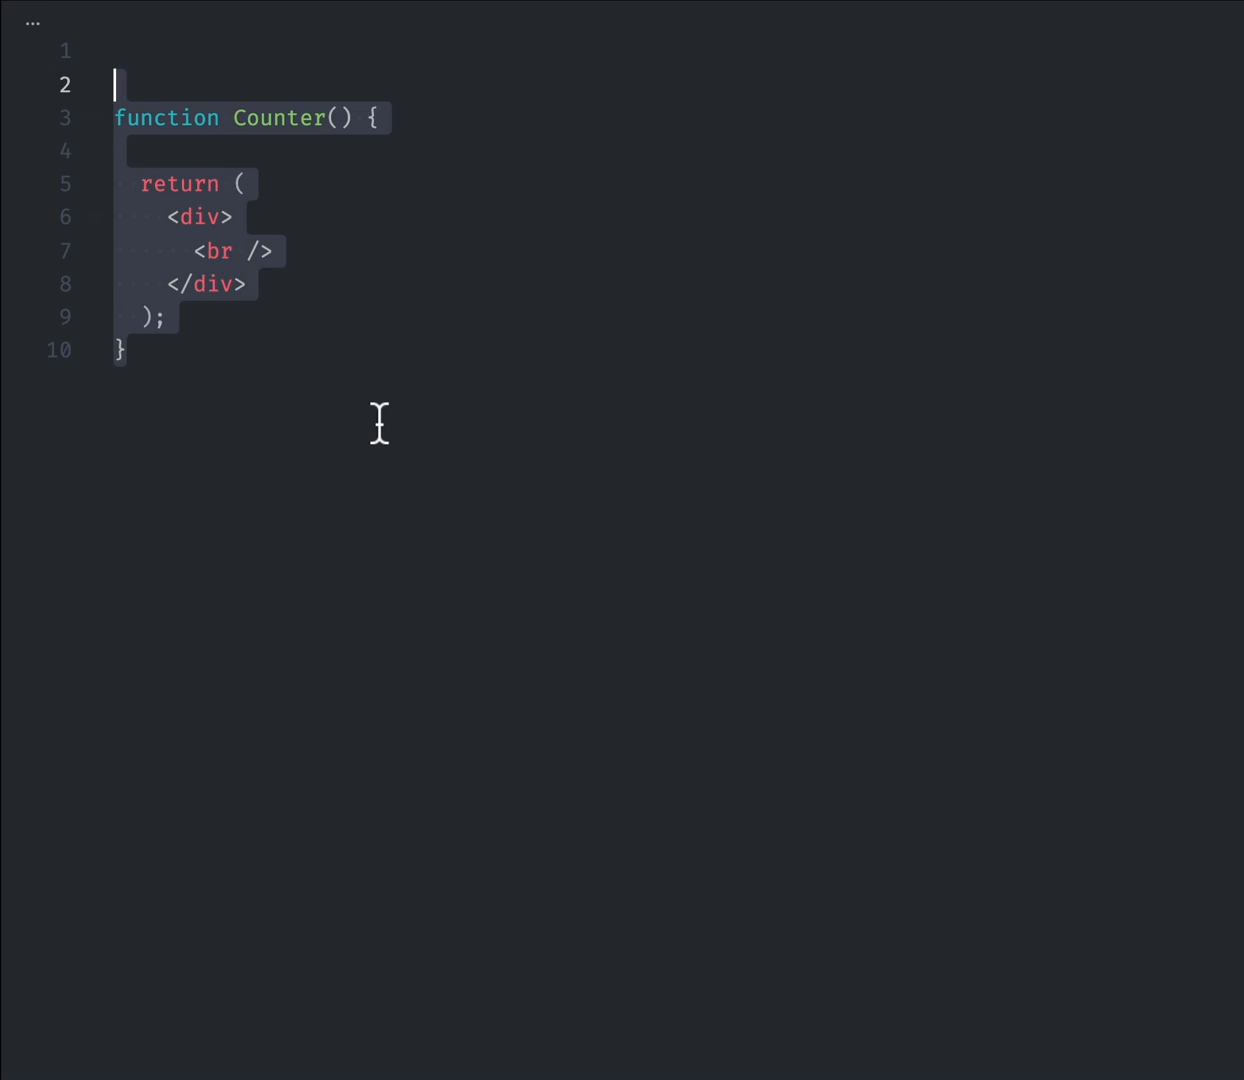 ...
1
2
3 function Counter() {
4
5   return (
6     <div>
7       <br />
8     </div>
9   );
10 }